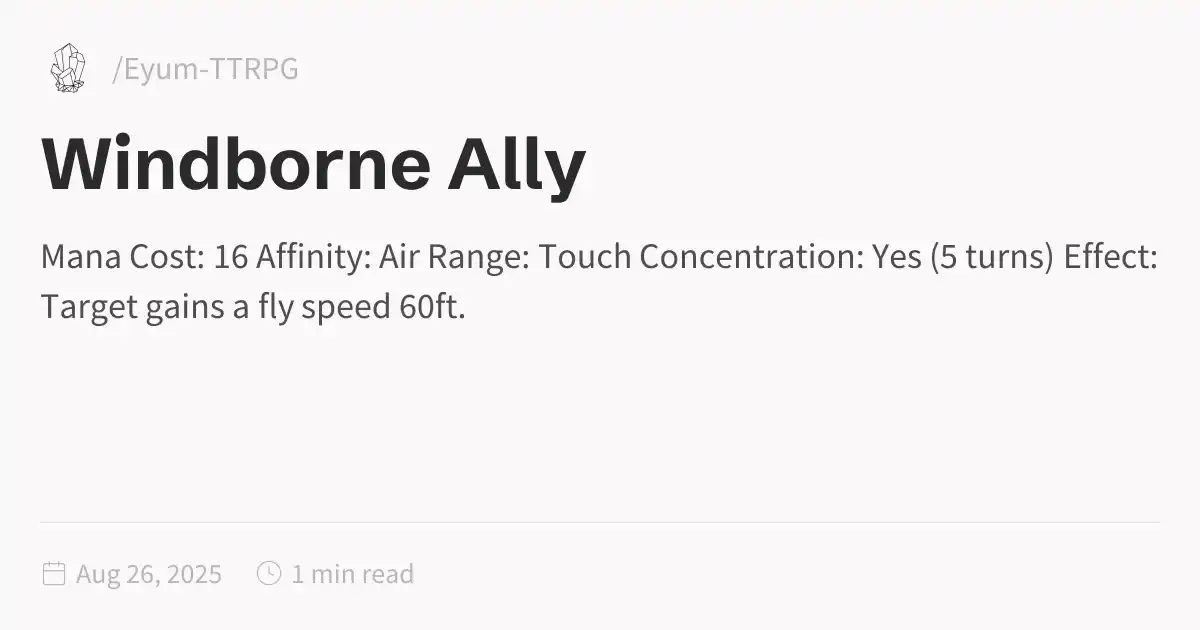 /Eyum-TTRPG
Windborne Ally
Mana Cost: 16 Affinity: Air Range: Touch Concentration: Yes (5 turns) Effect:
Target gains a fly speed 60ft.
Aug 26, 2025 1 min read